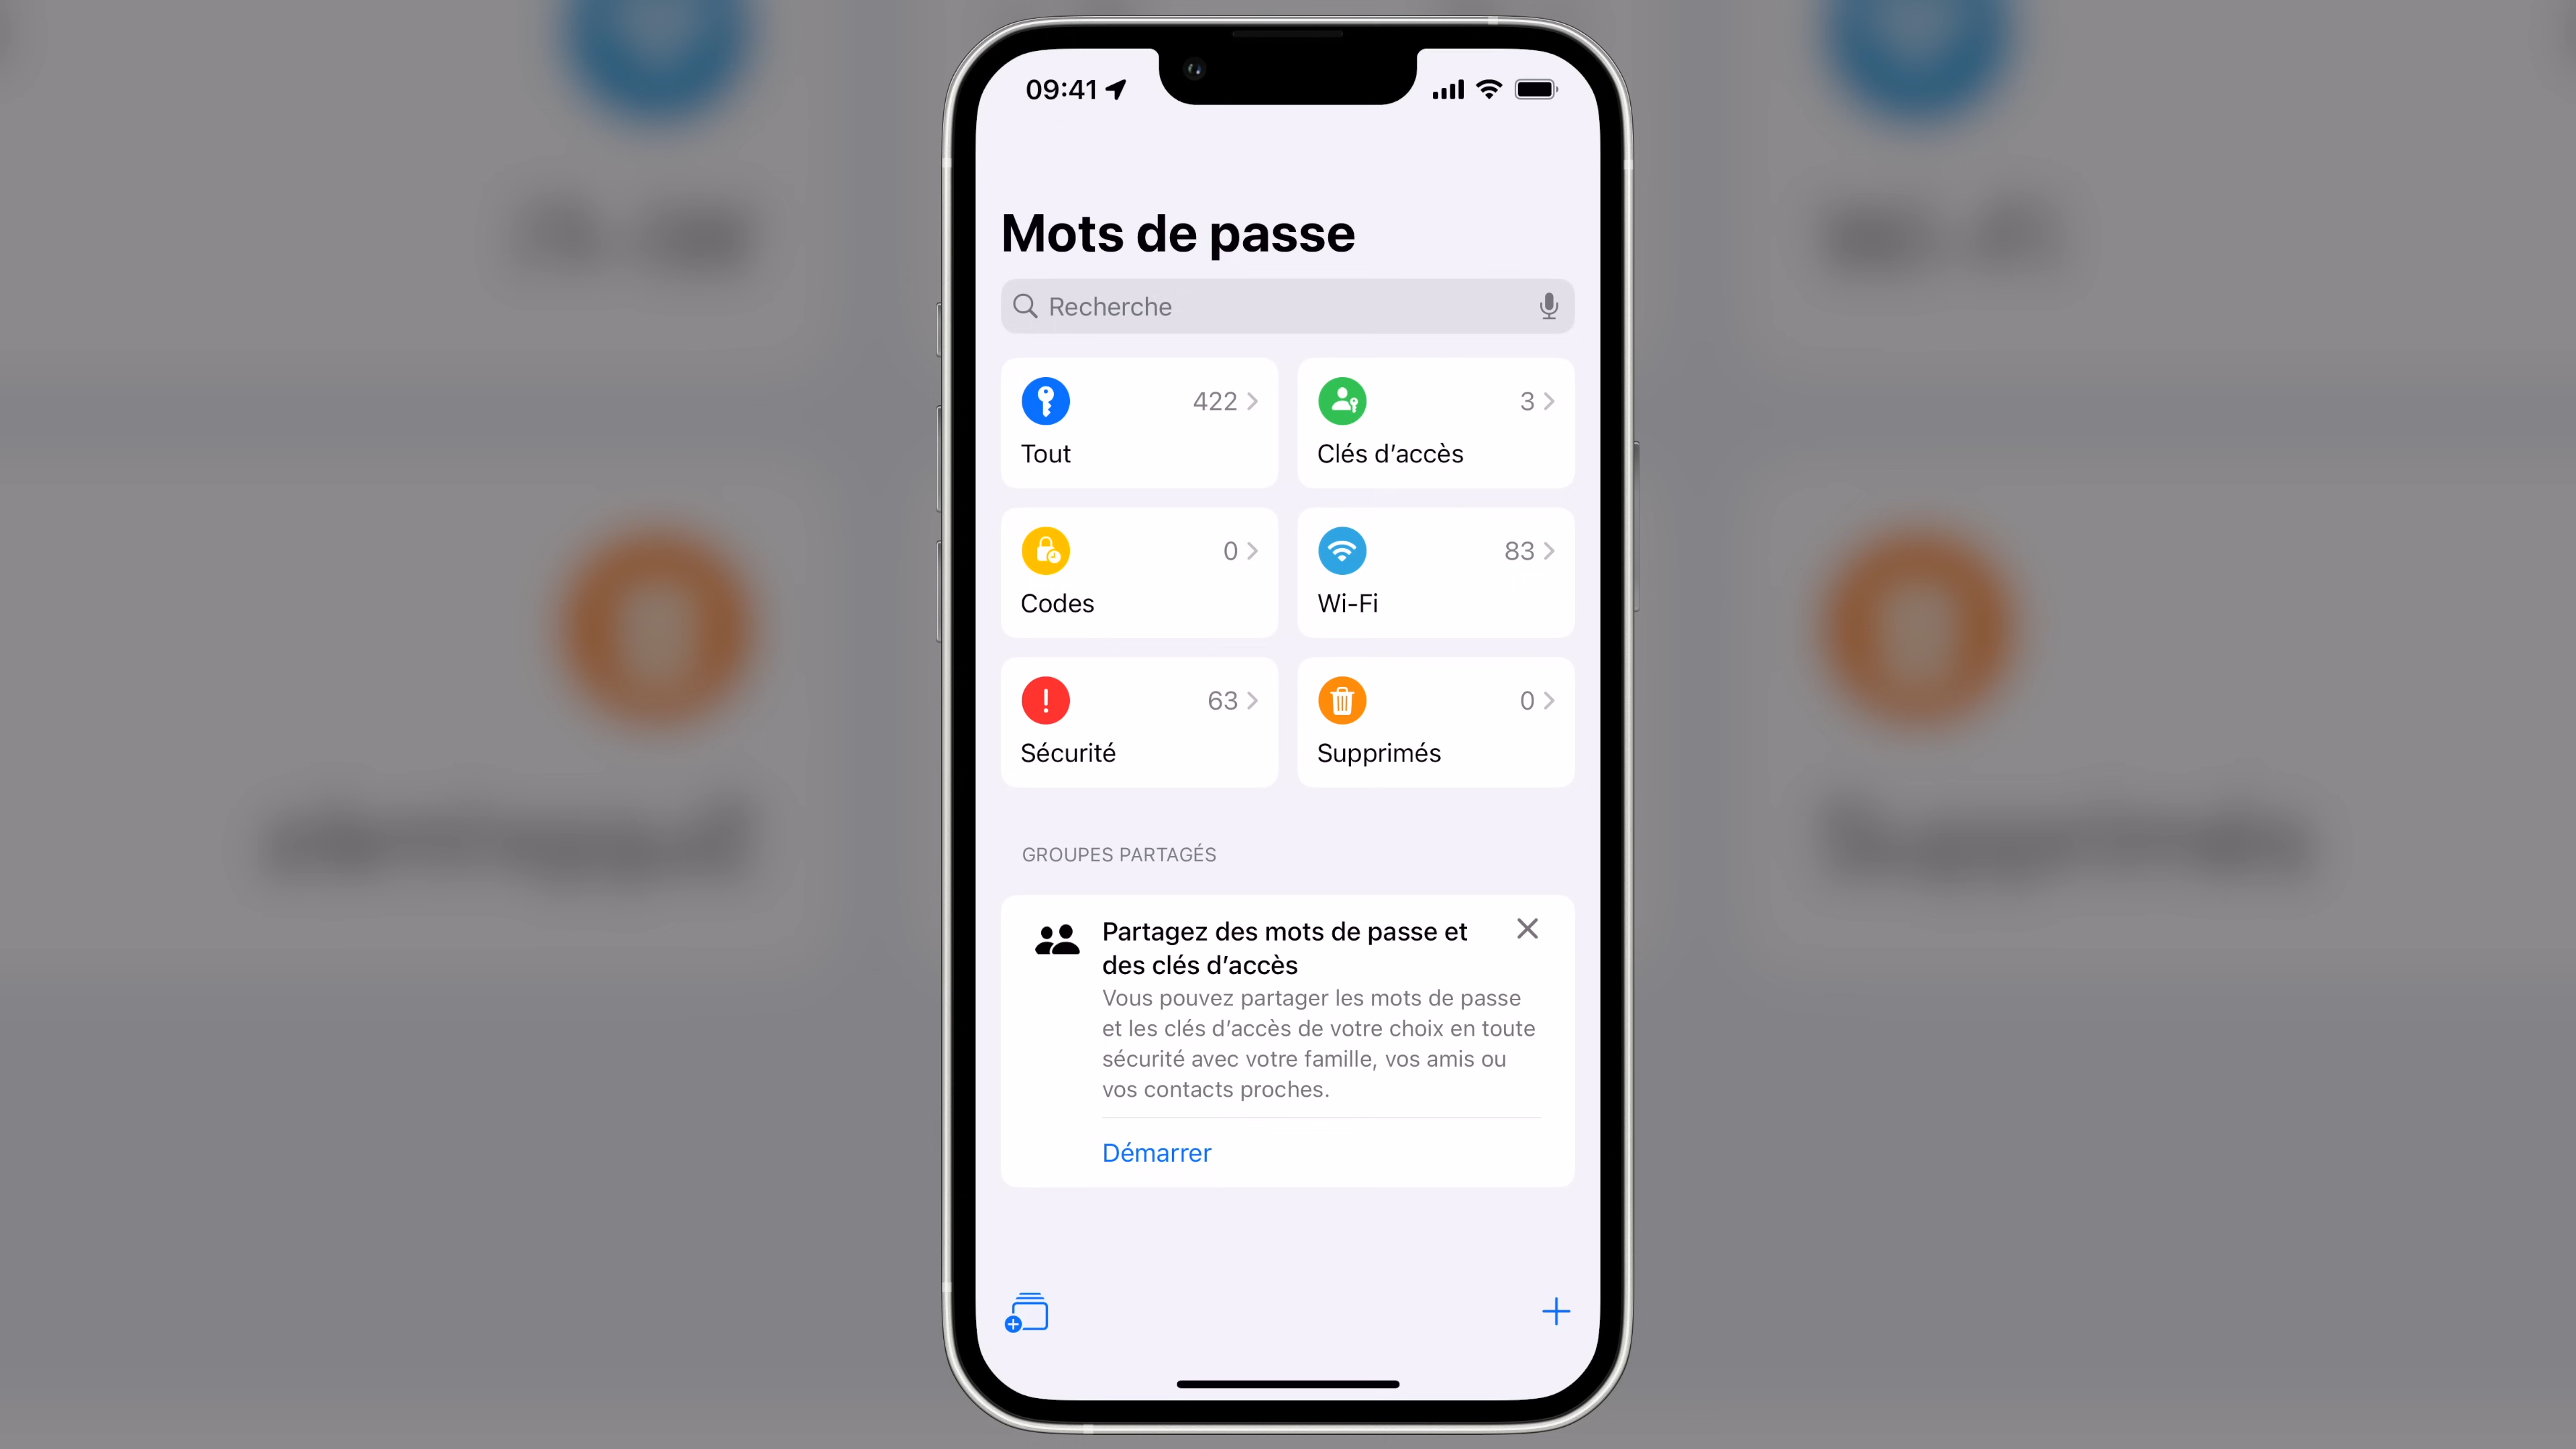 09:41
Mots de passe
Recherche
422
Tout
3
Clés d’accès
0
Codes
83
Wi-Fi
63
Sécurité
0
Supprimés
GROUPES PARTAGÉS
Partagez des mots de passe et
des clés d’accès
Vous pouvez partager les mots de passe
et les clés d’accès de votre choix en toute
sécurité avec votre famille, vos amis ou
vos contacts proches.
Démarrer